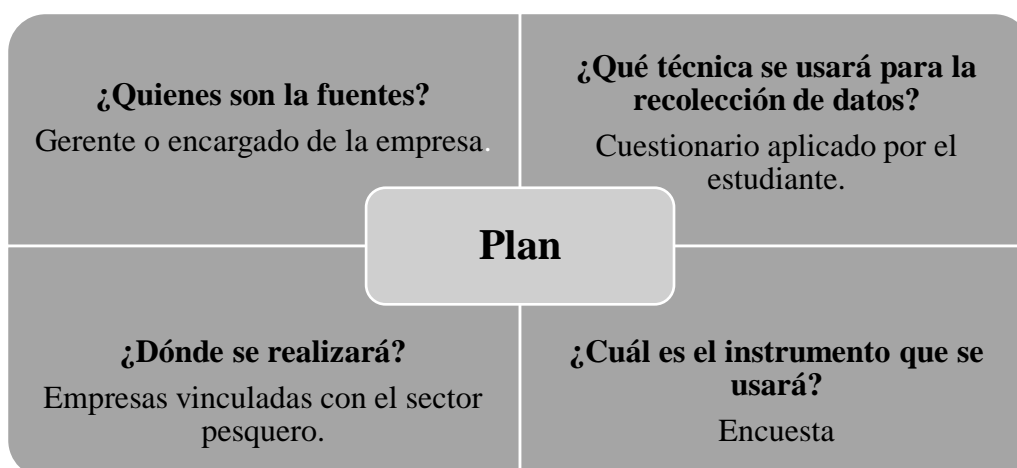 ¿Quienes son la fuentes?
Gerente o encargado de la empresa.
¿Qué técnica se usará para la
recolección de datos?
Cuestionario aplicado por el
estudiante.
Plan
¿Dónde se realizará?
Empresas vinculadas con el sector
pesquero.
¿Cuál es el instrumento que se
usará?
Encuesta